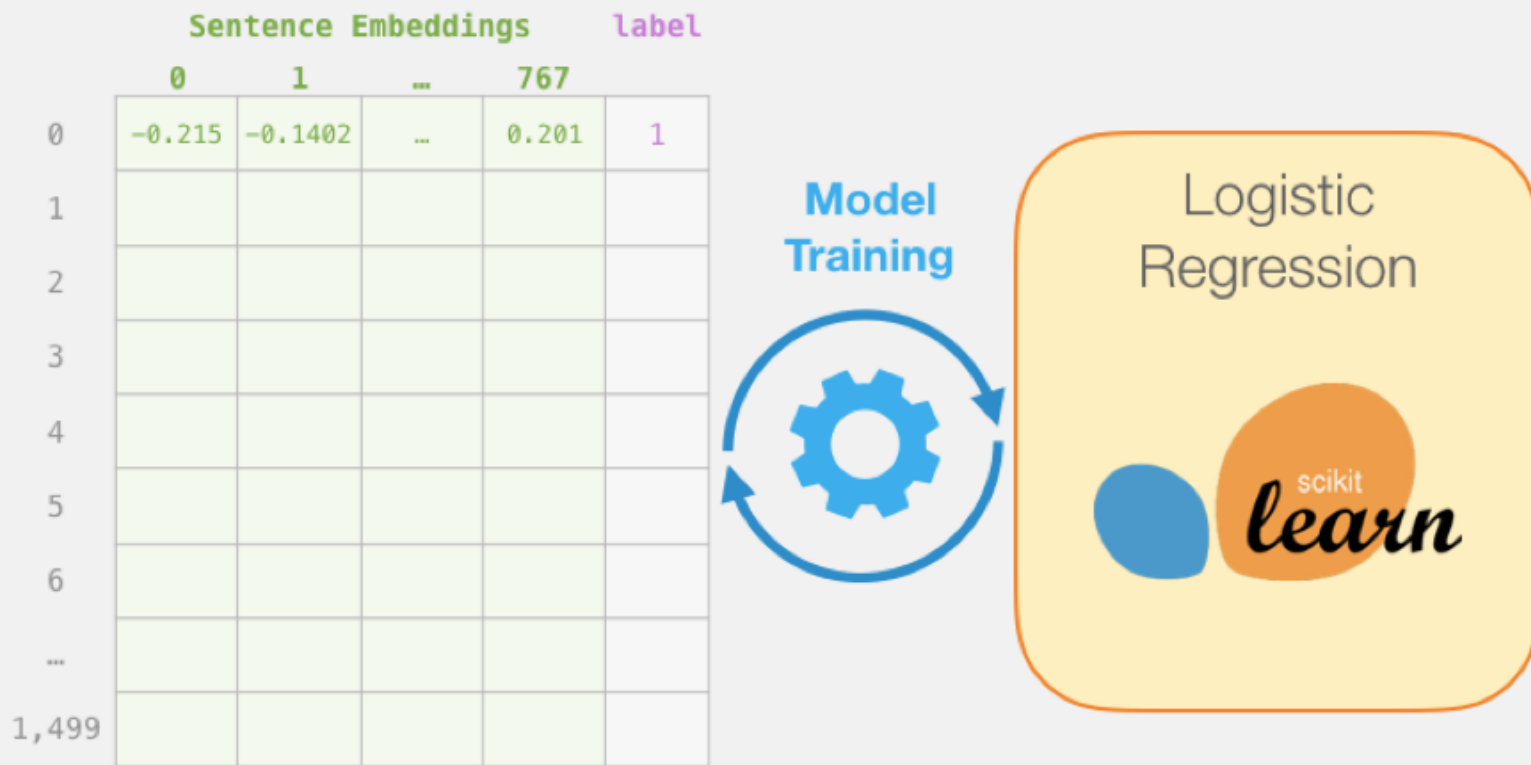 Sentence Embeddings label
0 1 … 767
0 −0.215 −0.1402 … 0.201 1
1
2
3
4
5
6
…
1,499
Model
Training
Logistic
Regression
scikit
learn